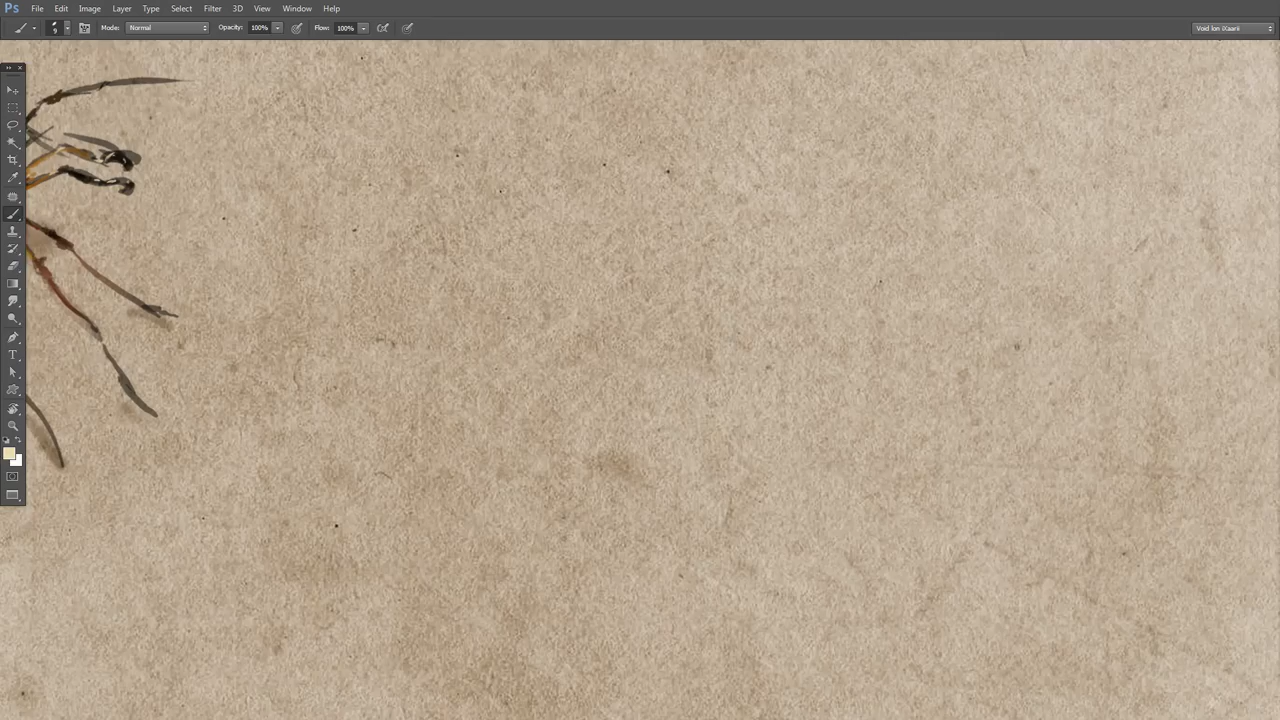 Ps File Edit Image Layer Type Select Filter 3D View Window Help
Mode: Normal Opacity: 100% Flow: 100%